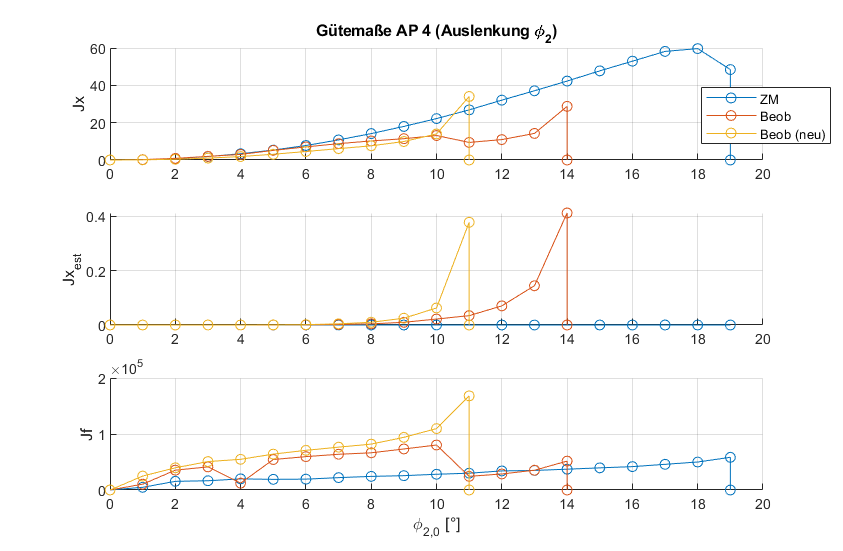 Gütemaße AP 4 (Auslenkung ϕ2)
60
40
20
0
Jx
0 2 4 6 8 10 12 14 16 18 20
ZM
Beob
Beob (neu)
0.4
0.2
0
Jxest
0 2 4 6 8 10 12 14 16 18 20
×10^5
2
1
0
Jf
0 2 4 6 8 10 12 14 16 18 20
ϕ2,0 [°]